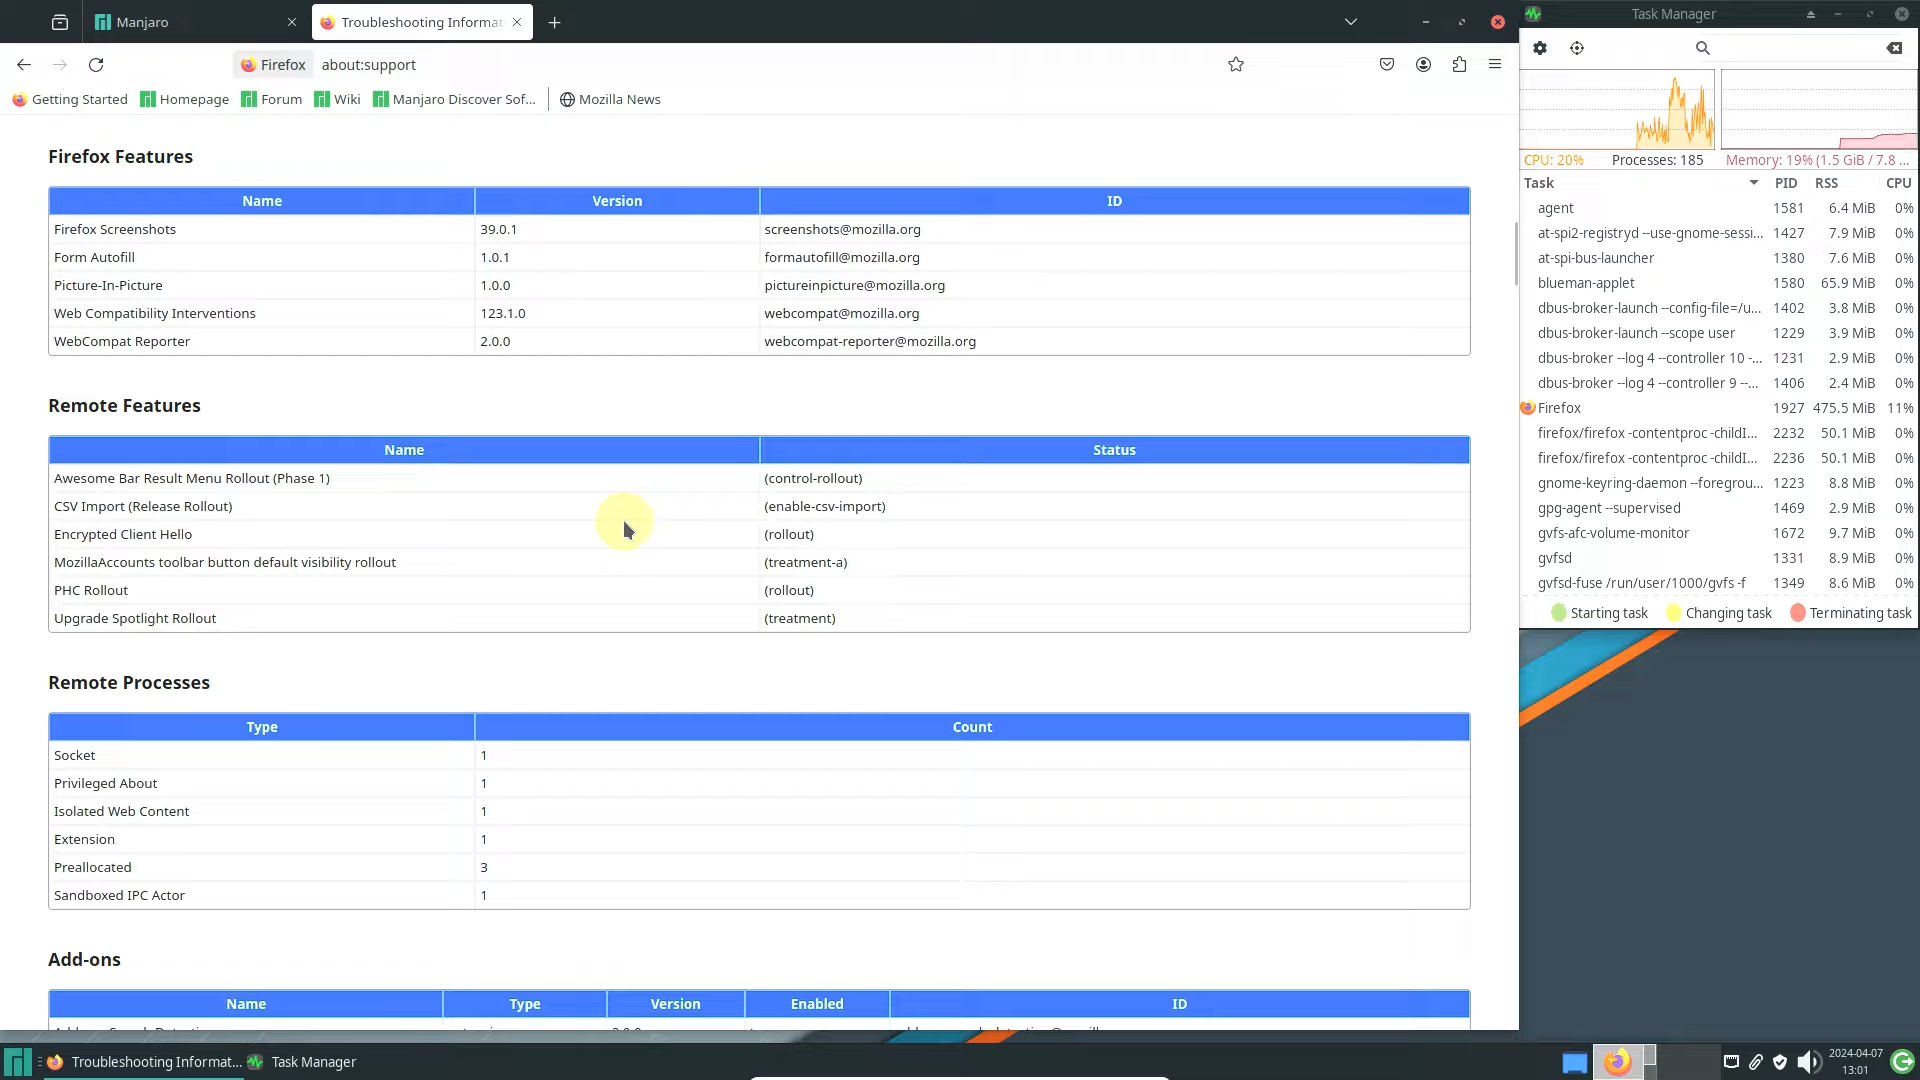 Manjaro
Troubleshooting Informat
Task Manager
Firefox
about:support
Getting Started
Homepage
Forum
Wiki
Manjaro Discover Sof...
Mozilla News
Firefox Features
Name Version ID
Firefox Screenshots 39.0.1 screenshots@mozilla.org
Form Autofill 1.0.1 formautofill@mozilla.org
Picture-In-Picture 1.0.0 pictureinpicture@mozilla.org
Web Compatibility Interventions 123.1.0 webcompat@mozilla.org
WebCompat Reporter 2.0.0 webcompat-reporter@mozilla.org
Remote Features
Name Status
Awesome Bar Result Menu Rollout (Phase 1) (control-rollout)
CSV Import (Release Rollout) (enable-csv-import)
Encrypted Client Hello (rollout)
MozillaAccounts toolbar button default visibility rollout (treatment-a)
PHC Rollout (rollout)
Upgrade Spotlight Rollout (treatment)
Remote Processes
Type Count
Socket 1
Privileged About 1
Isolated Web Content 1
Extension 1
Preallocated 3
Sandboxed IPC Actor 1
Add-ons
Name Type Version Enabled ID
CPU: 20% Processes: 185 Memory: 19% (1.5 GiB / 7.8 ...
Task PID RSS CPU
agent 1581 6.4 MiB 0%
at-spi2-registryd --use-gnome-sessi... 1427 7.9 MiB 0%
at-spi-bus-launcher 1380 7.6 MiB 0%
blueman-applet 1580 65.9 MiB 0%
dbus-broker-launch --config-file=/u... 1402 3.8 MiB 0%
dbus-broker-launch --scope user 1229 3.9 MiB 0%
dbus-broker --log 4 --controller 10 -... 1231 2.9 MiB 0%
dbus-broker --log 4 --controller 9 --... 1406 2.4 MiB 0%
Firefox 1927 475.5 MiB 11%
firefox/firefox -contentproc -childI... 2232 50.1 MiB 0%
firefox/firefox -contentproc -childI... 2236 50.1 MiB 0%
gnome-keyring-daemon --foregrou... 1223 8.8 MiB 0%
gpg-agent --supervised 1469 2.9 MiB 0%
gvfs-afc-volume-monitor 1672 9.7 MiB 0%
gvfsd 1331 8.9 MiB 0%
gvfsd-fuse /run/user/1000/gvfs -f 1349 8.6 MiB 0%
Starting task Changing task Terminating task
Troubleshooting Informat...
Task Manager
2024-04-07
13:01